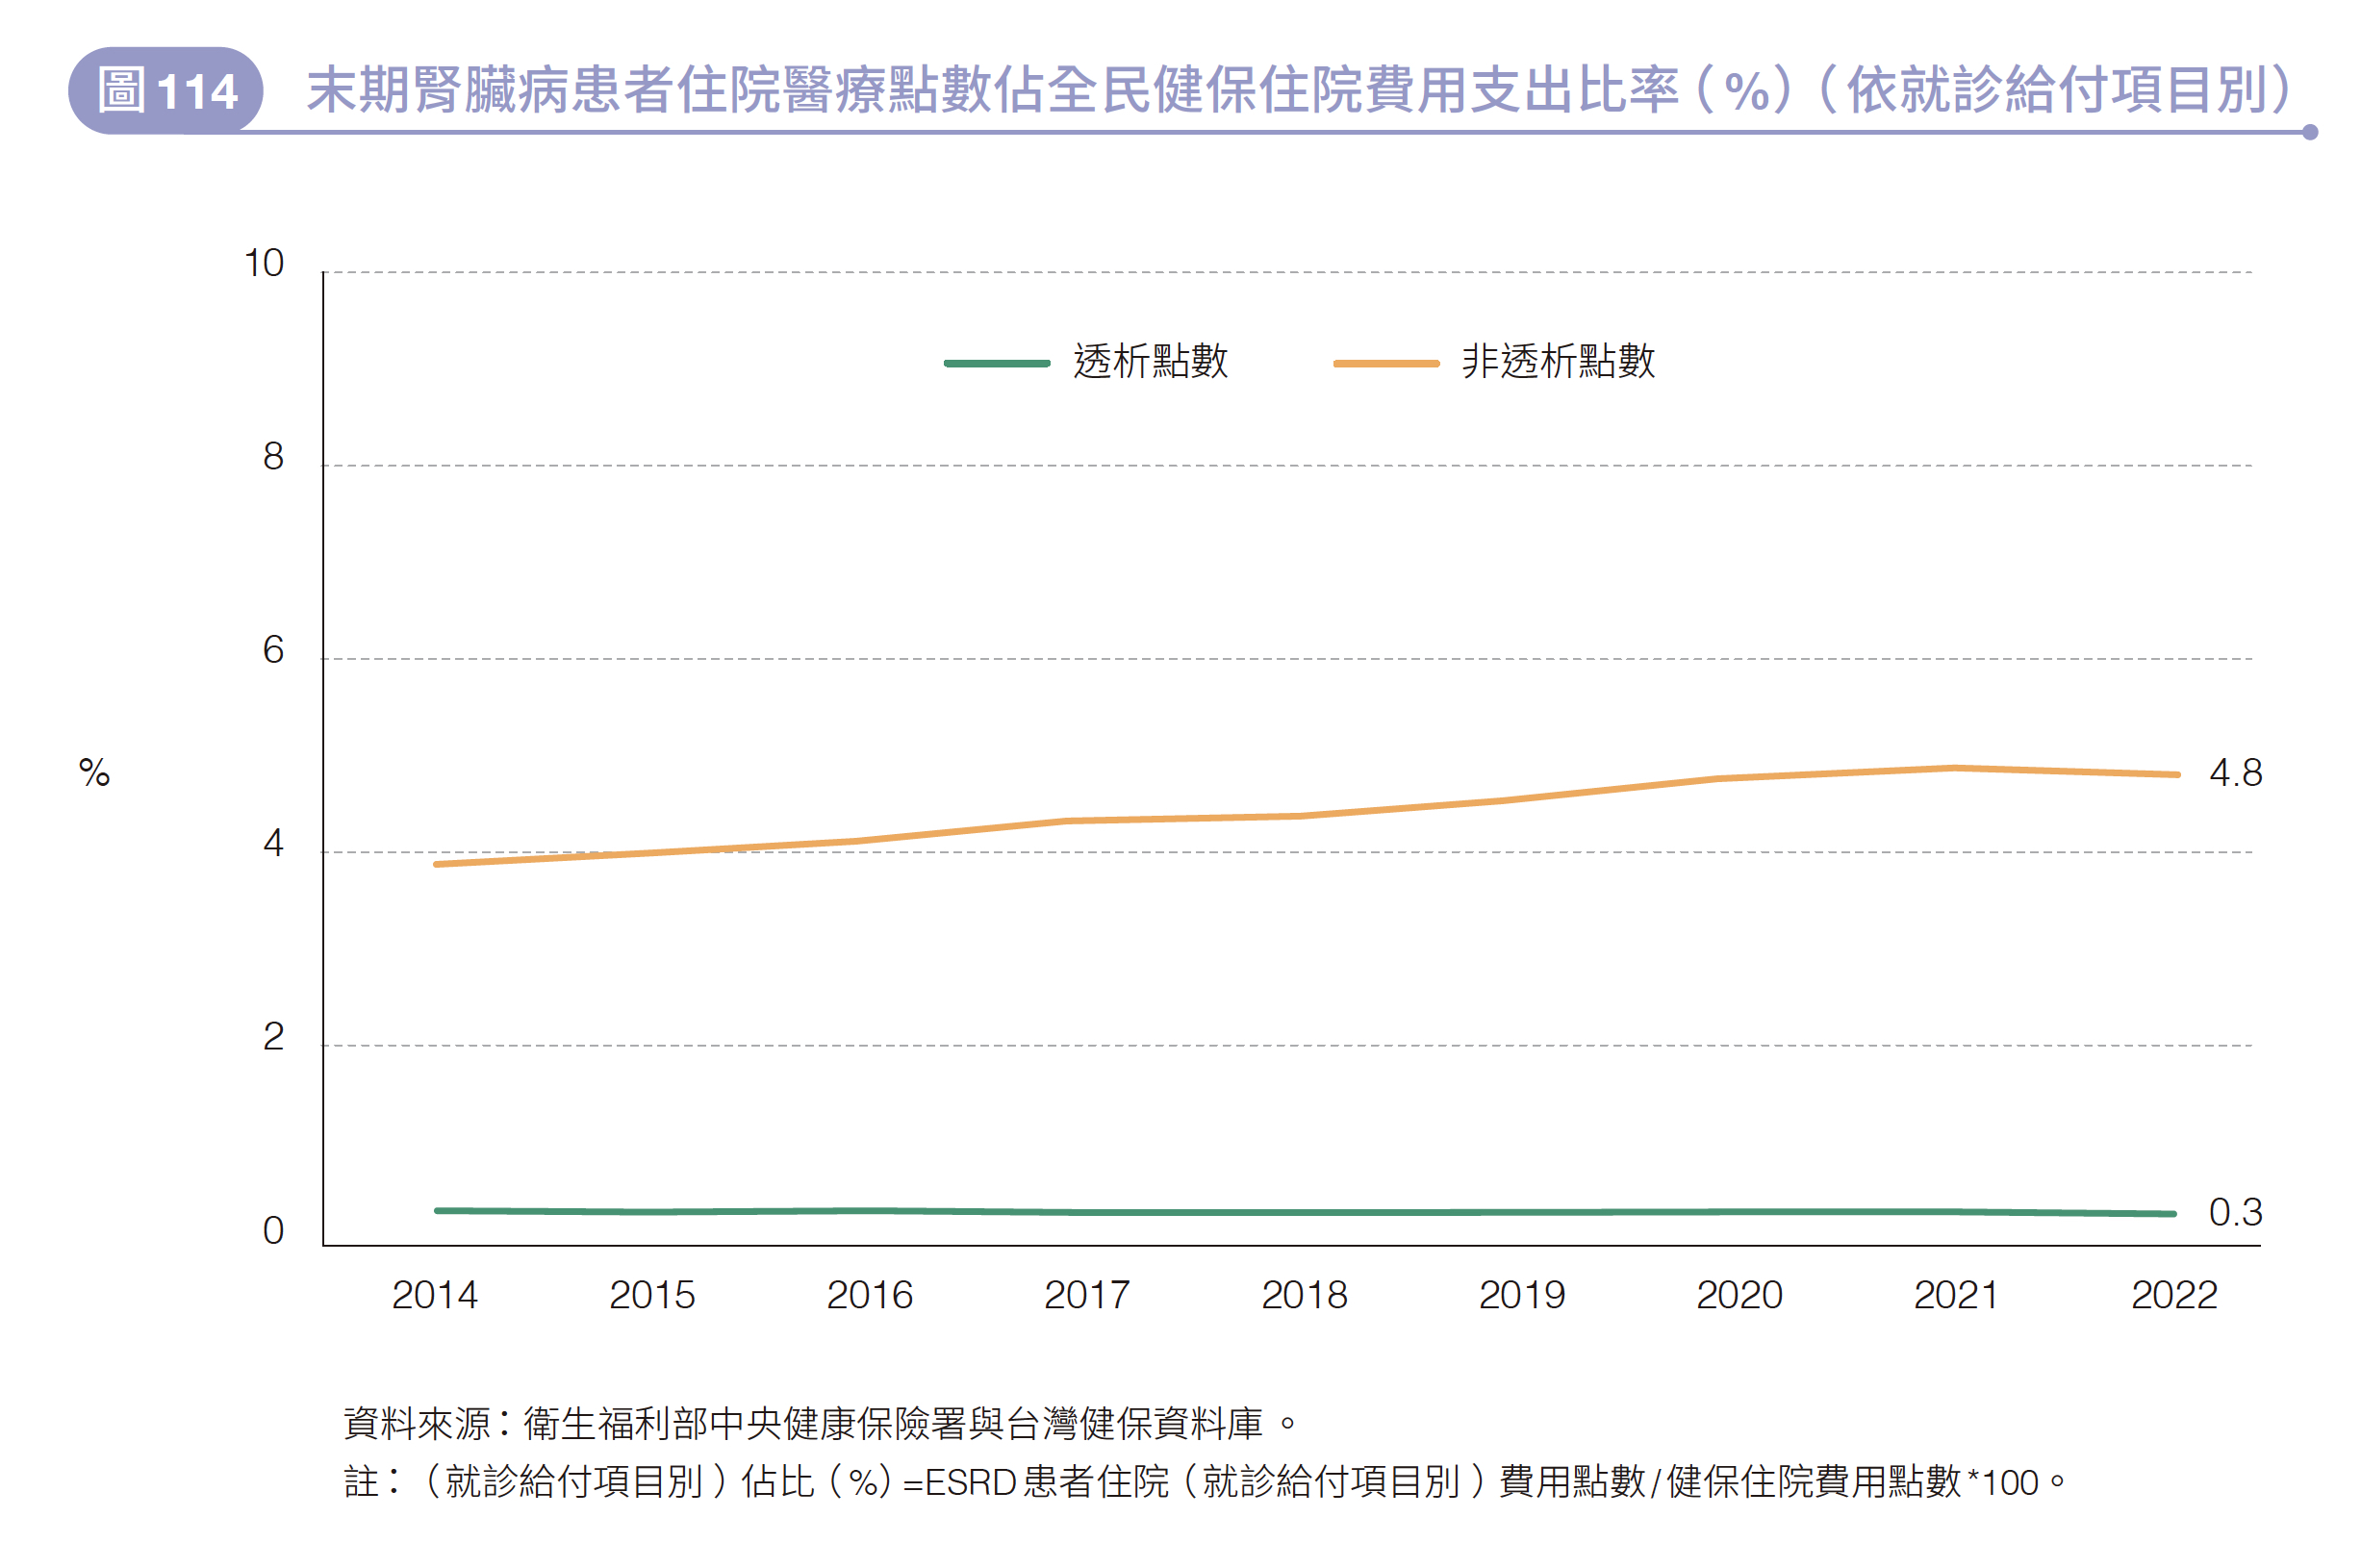 圖 114 末期腎臟病患者住院醫療點數佔全民健保住院費用支出比率（%）（依就診給付項目別）
10
透析點數 非透析點數
8
6
%
4.8
4
2
0.3
0
2014 2015 2016 2017 2018 2019 2020 2021 2022
資料來源：衛生福利部中央健康保險署與台灣健保資料庫。
註：（就診給付項目別）佔比（%）=ESRD患者住院（就診給付項目別）費用點數/健保住院費用點數*100。